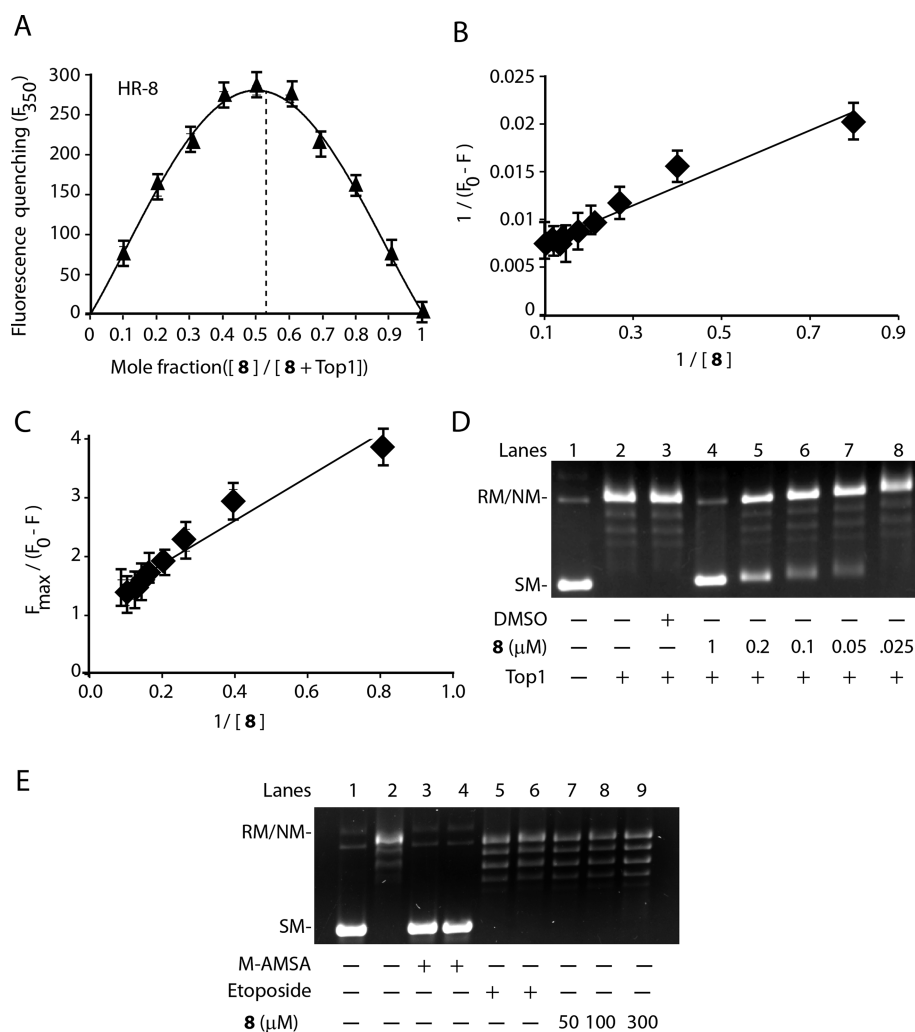 A
Fluorescence quenching (F350)
HR-8
300
250
200
150
100
50
0
0 0.1 0.2 0.3 0.4 0.5 0.6 0.7 0.8 0.9 1
Mole fraction([ 8 ] / [ 8 + Top1])
B
1 / (F0 - F )
0.025
0.02
0.015
0.01
0.005
0
0.1 0.3 0.5 0.7 0.9
1 / [ 8 ]
C
Fmax / (F0 - F )
4
3
2
1
0
0.0 0.2 0.4 0.6 0.8 1.0
1/ [ 8 ]
D
Lanes 1 2 3 4 5 6 7 8
RM/NM-
SM-
DMSO — — + — — — — —
8 (μM) — — — 1 0.2 0.1 0.05 .025
Top1 — + + + + + + +
E
Lanes 1 2 3 4 5 6 7 8 9
RM/NM-
SM-
M-AMSA — — + + — — — — —
Etoposide — — — — + + — — —
8 (μM) — — — — — — 50 100 300